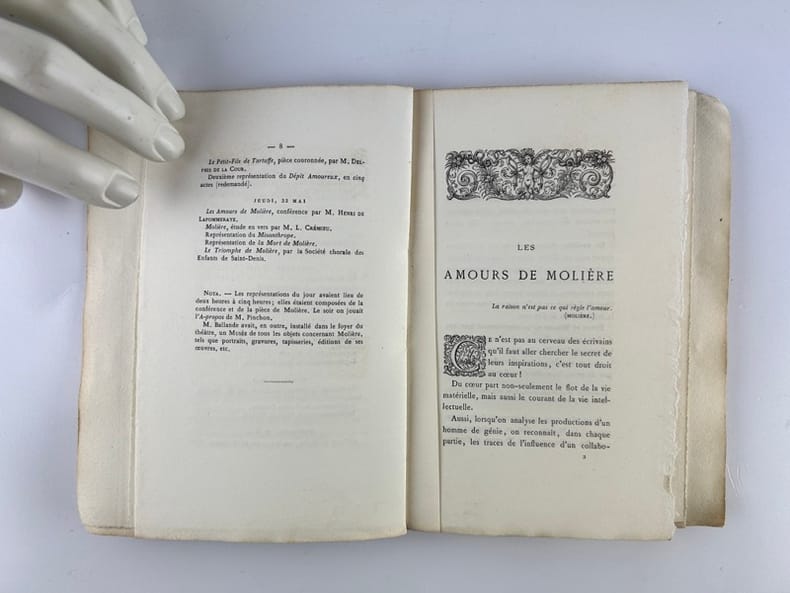 — 8 —
Le Petit-Fils de Tartuffe, pièce couronnée, par M. DEL-
PHIS DE LA COUR.
Deuxième représentation du Dépit Amoureux, en cinq
actes (redemandé).
JEUDI, 22 MAI
Les Amours de Molière, conférence par M. HENRI DE
LAPOMMERAYE.
Molière, étude en vers par M. L. CRÉMIEU.
Représentation du Misanthrope.
Représentation de la Mort de Molière.
Le Triomphe de Molière, par la Société chorale des
Enfants de Saint-Denis.
NOTA. — Les représentations du jour avaient lieu de
deux heures à cinq heures; elles étaient composées de la
conférence et de la pièce de Molière. Le soir on jouait
l'A-propos de M. Pinchon.
M. Ballande avait, en outre, installé dans le foyer du
théâtre, un Musée de tous les objets concernant Molière,
tels que portraits, gravures, tapisseries, éditions de ses
œuvres, etc.
LES
AMOURS DE MOLIÈRE
La raison n'est pas ce qui règle l'amour.
(MOLIÈRE.)
CE n'est pas au cerveau des écrivains
qu'il faut aller chercher le secret de
leurs inspirations, c'est tout droit
au cœur!
Du cœur part non-seulement le flot de la vie
matérielle, mais aussi le courant de la vie intel-
lectuelle.
Aussi, lorsqu'on analyse les productions d'un
homme de génie, on reconnaît, dans chaque
partie, les traces de l'influence d'un collabo-
2